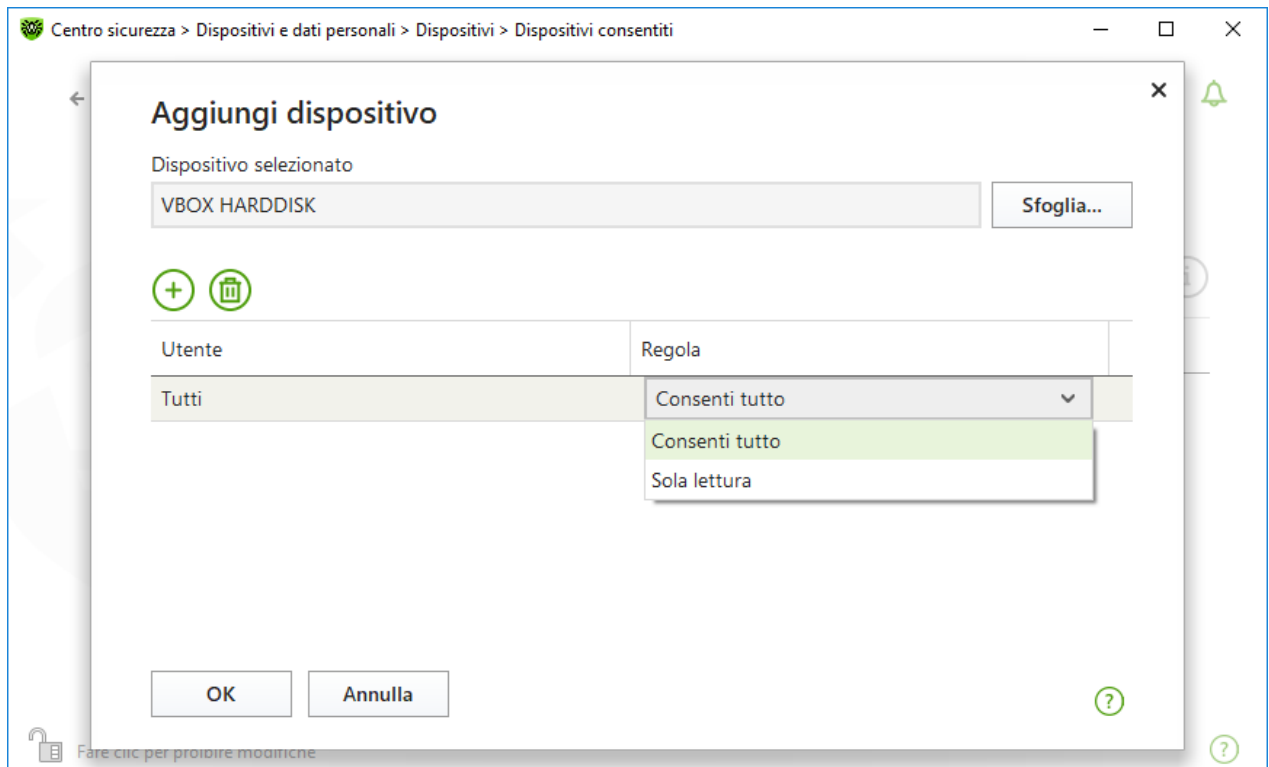 Centro sicurezza > Dispositivi e dati personali > Dispositivi > Dispositivi consentiti
Aggiungi dispositivo
Dispositivo selezionato
VBOX HARDDISK
Sfoglia...
Utente Regola
Tutti Consenti tutto
Consenti tutto
Sola lettura
OK Annulla
Fare clic per proibire modifiche